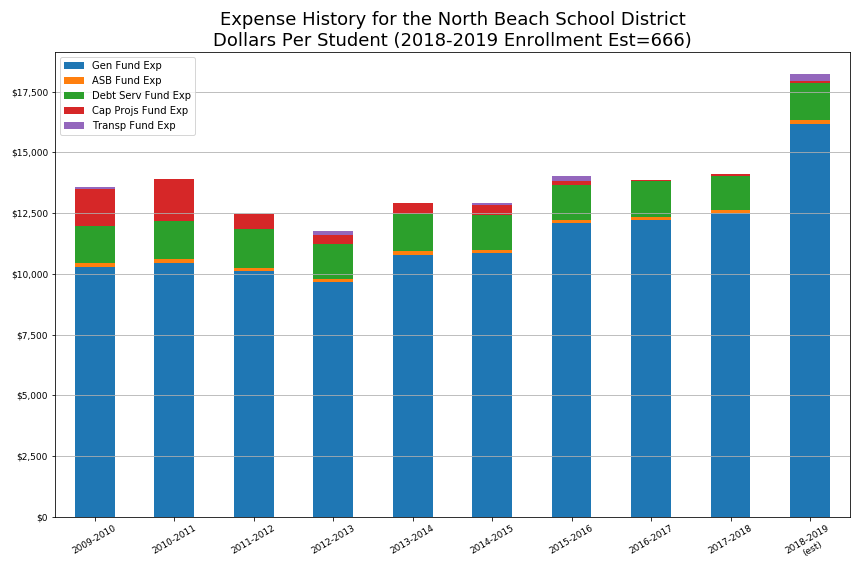 Expense History for the North Beach School District
Dollars Per Student (2018-2019 Enrollment Est=666)
Gen Fund Exp
ASB Fund Exp
Debt Serv Fund Exp
Cap Projs Fund Exp
Transp Fund Exp
$17,500
$15,000
$12,500
$10,000
$7,500
$5,000
$2,500
$0
2009-2010
2010-2011
2011-2012
2012-2013
2013-2014
2014-2015
2015-2016
2016-2017
2017-2018
2018-2019
(est)